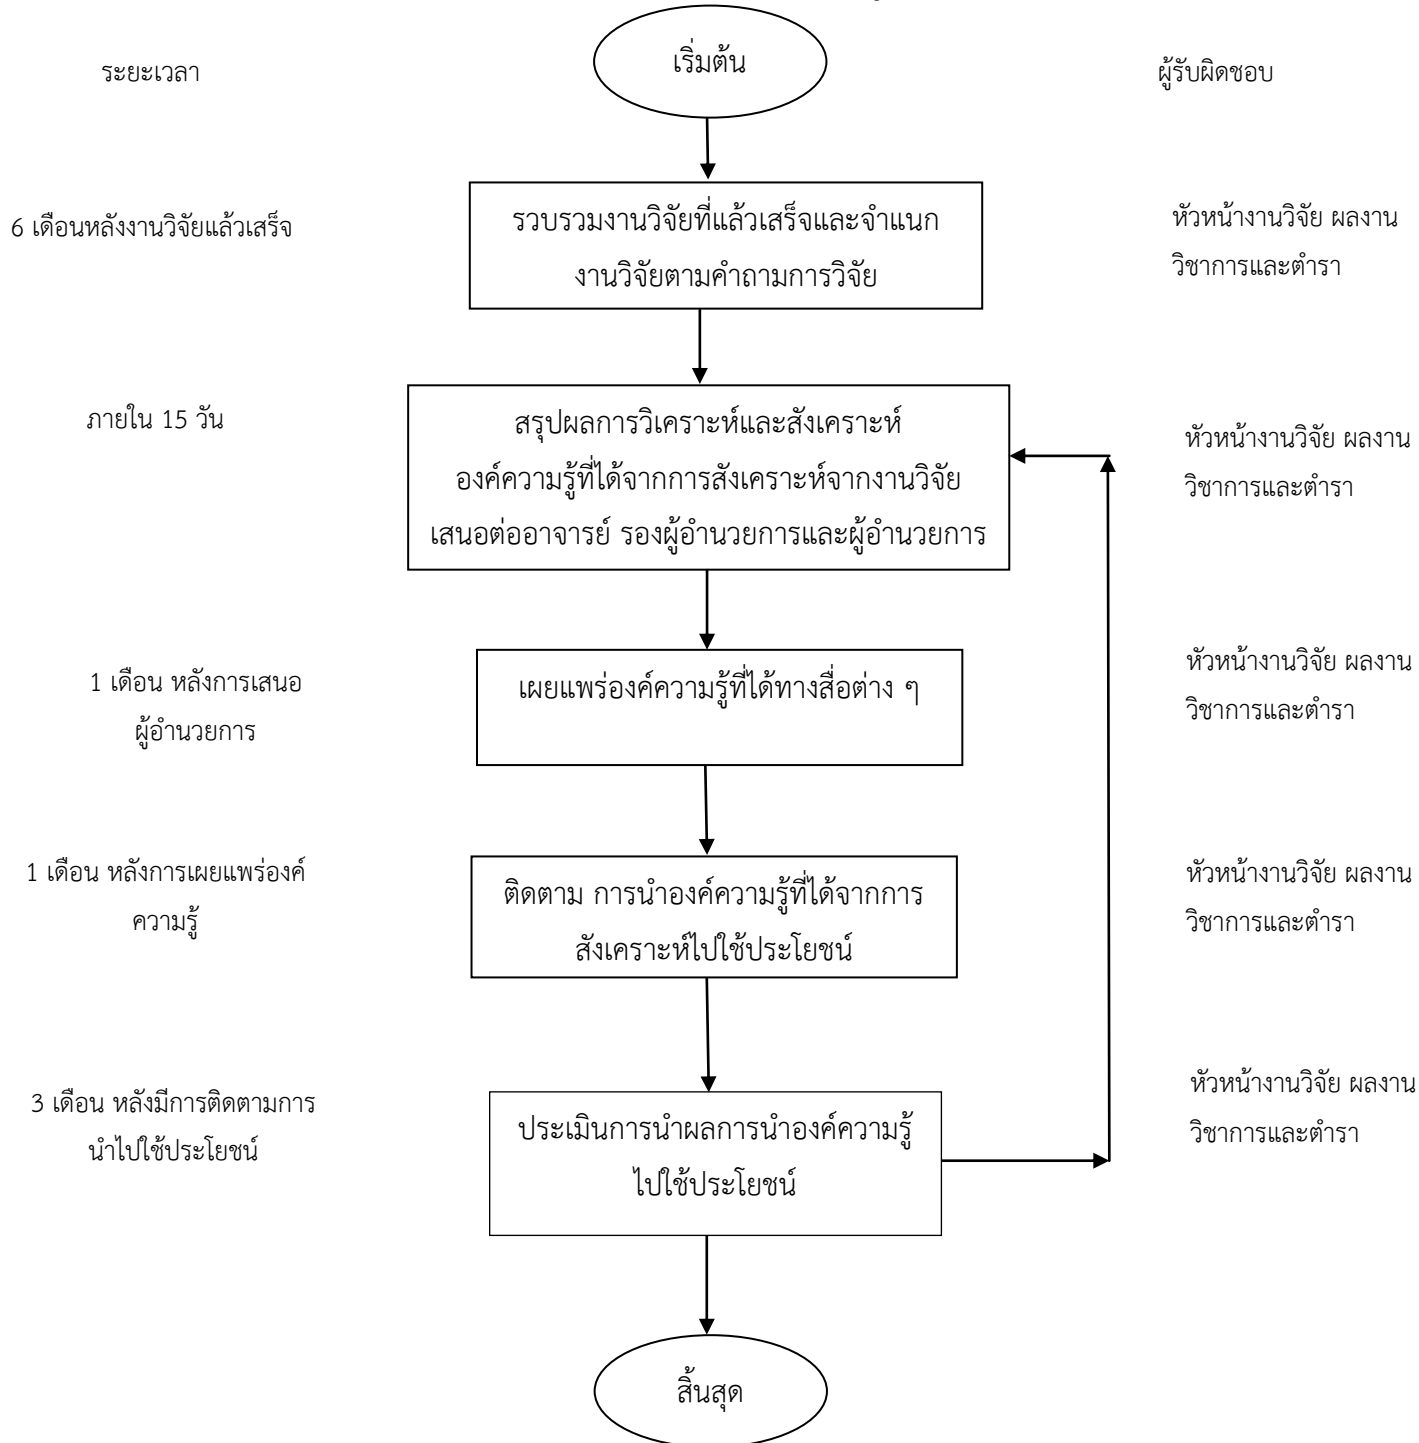 เริ่มต้น
ระยะเวลา
ผู้รับผิดชอบ
6 เดือนหลังงานวิจัยแล้วเสร็จ
รวบรวมงานวิจัยที่แล้วเสร็จและจำแนก
งานวิจัยตามคำถามการวิจัย
หัวหน้างานวิจัย ผลงาน
วิชาการและตำรา
ภายใน 15 วัน
สรุปผลการวิเคราะห์และสังเคราะห์
องค์ความรู้ที่ได้จากการสังเคราะห์จากงานวิจัย
เสนอต่ออาจารย์ รองผู้อำนวยการและผู้อำนวยการ
หัวหน้างานวิจัย ผลงาน
วิชาการและตำรา
1 เดือน หลังการเสนอ
ผู้อำนวยการ
เผยแพร่องค์ความรู้ที่ได้ทางสื่อต่าง ๆ
หัวหน้างานวิจัย ผลงาน
วิชาการและตำรา
1 เดือน หลังการเผยแพร่องค์
ความรู้
ติดตาม การนำองค์ความรู้ที่ได้จากการ
สังเคราะห์ไปใช้ประโยชน์
หัวหน้างานวิจัย ผลงาน
วิชาการและตำรา
3 เดือน หลังมีการติดตามการ
นำไปใช้ประโยชน์
ประเมินการนำผลการนำองค์ความรู้
ไปใช้ประโยชน์
หัวหน้างานวิจัย ผลงาน
วิชาการและตำรา
สิ้นสุด